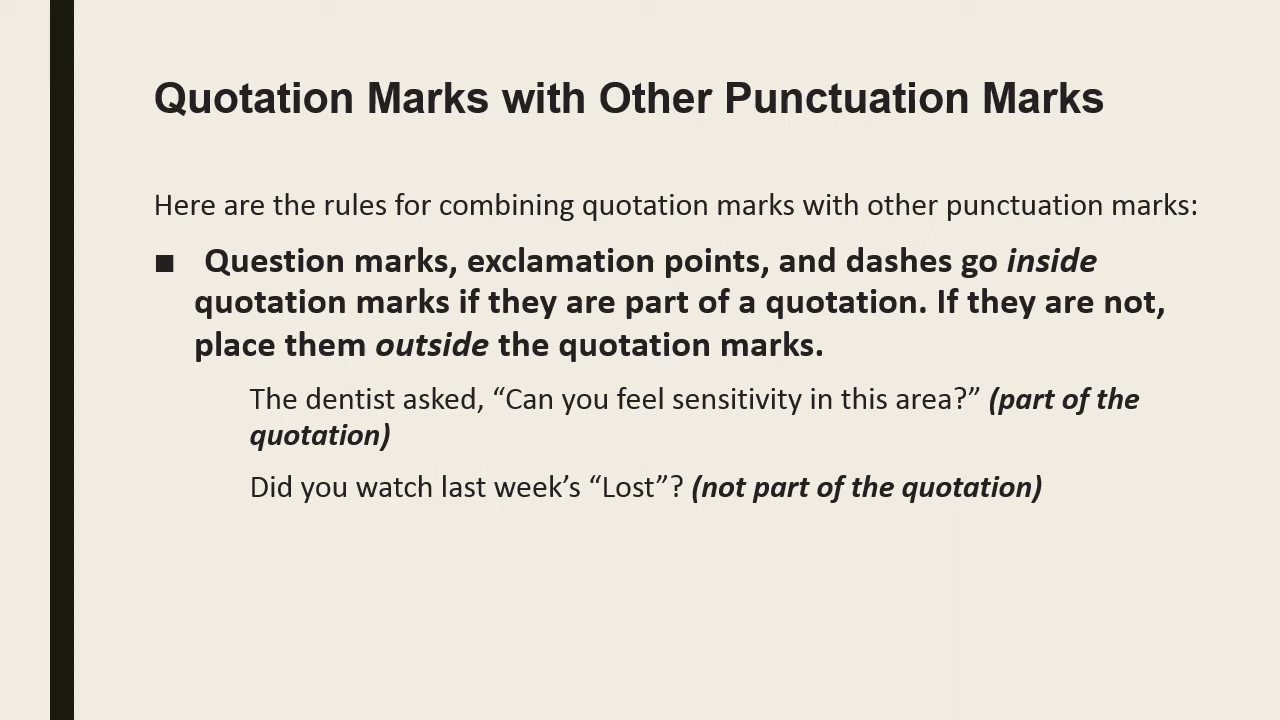 Quotation Marks with Other Punctuation Marks
Here are the rules for combining quotation marks with other punctuation marks:
■ Question marks, exclamation points, and dashes go inside
quotation marks if they are part of a quotation. If they are not,
place them outside the quotation marks.
The dentist asked, “Can you feel sensitivity in this area?” (part of the
quotation)
Did you watch last week’s “Lost”? (not part of the quotation)